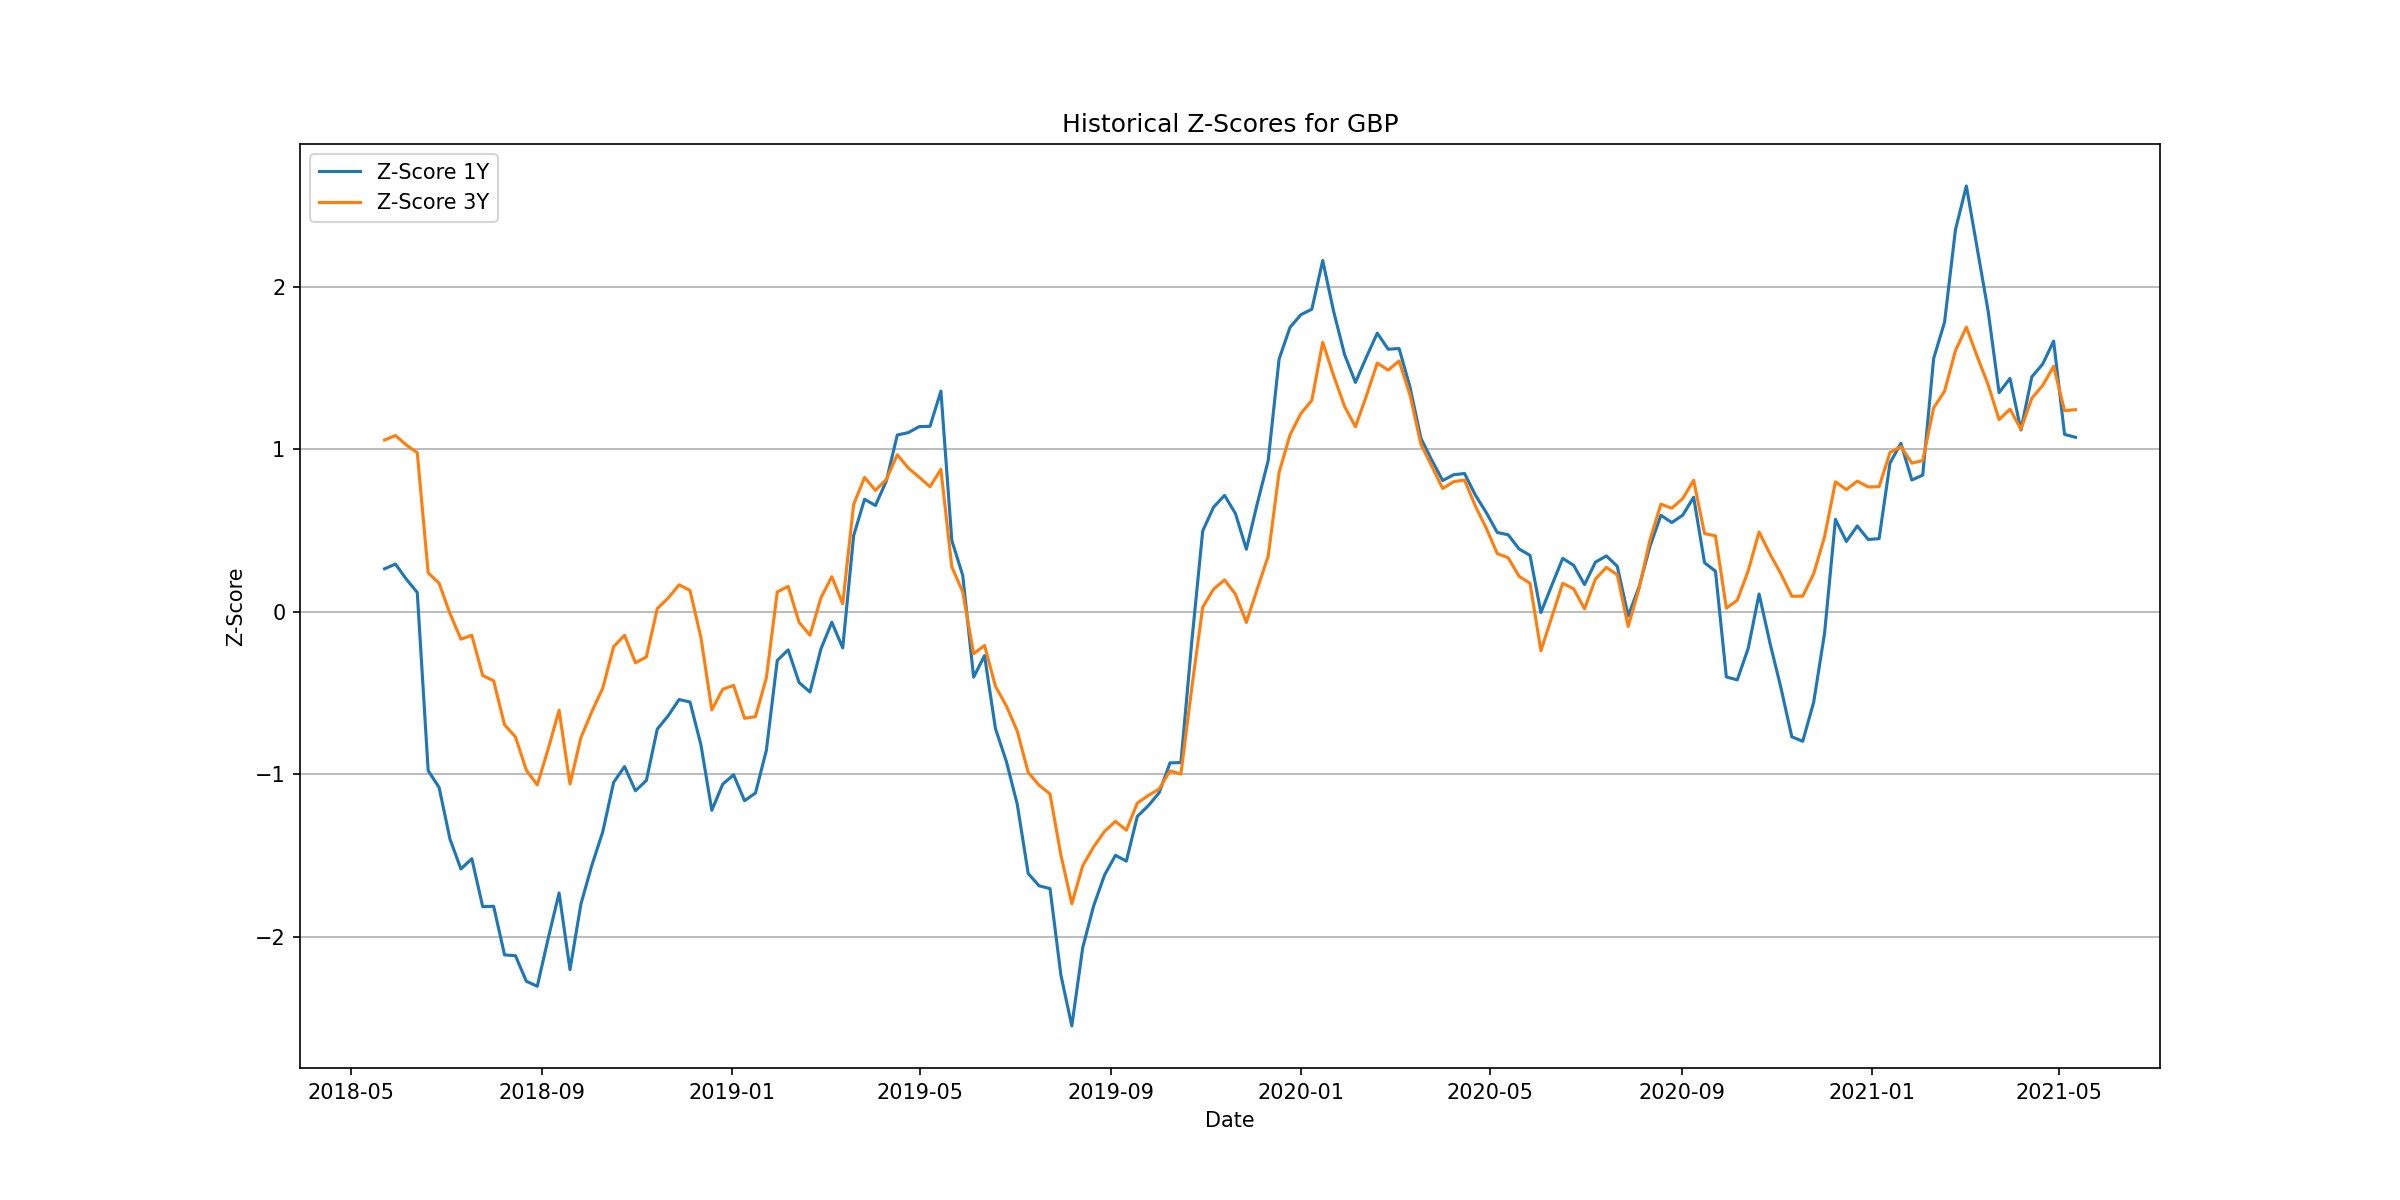 Historical Z-Scores for GBP
Z-Score 1Y
Z-Score 3Y
Z-Score
2
1
0
−1
−2
2018-05 2018-09 2019-01 2019-05 2019-09 2020-01 2020-05 2020-09 2021-01 2021-05
Date